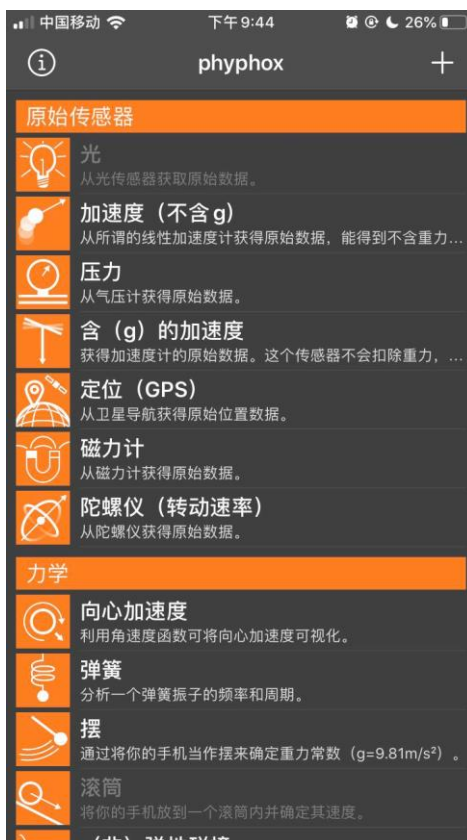 中国移动 下午9:44 26%
phyphox
原始传感器
光
从光传感器获取原始数据。
加速度（不含 g）
从所谓的线性加速度计获得原始数据，能得到不含重力...
压力
从气压计获得原始数据。
含（g）的加速度
获得加速度计的原始数据。这个传感器不会扣除重力，...
定位（GPS）
从卫星导航获得原始位置数据。
磁力计
从磁力计获得原始数据。
陀螺仪（转动速率）
从陀螺仪获得原始数据。
力学
向心加速度
利用角速度函数可将向心加速度可视化。
弹簧
分析一个弹簧振子的频率和周期。
摆
通过将你的手机当作摆来确定重力常数（g=9.81m/s²）。
滚筒
将你的手机放到一个滚筒内并确定其速度。